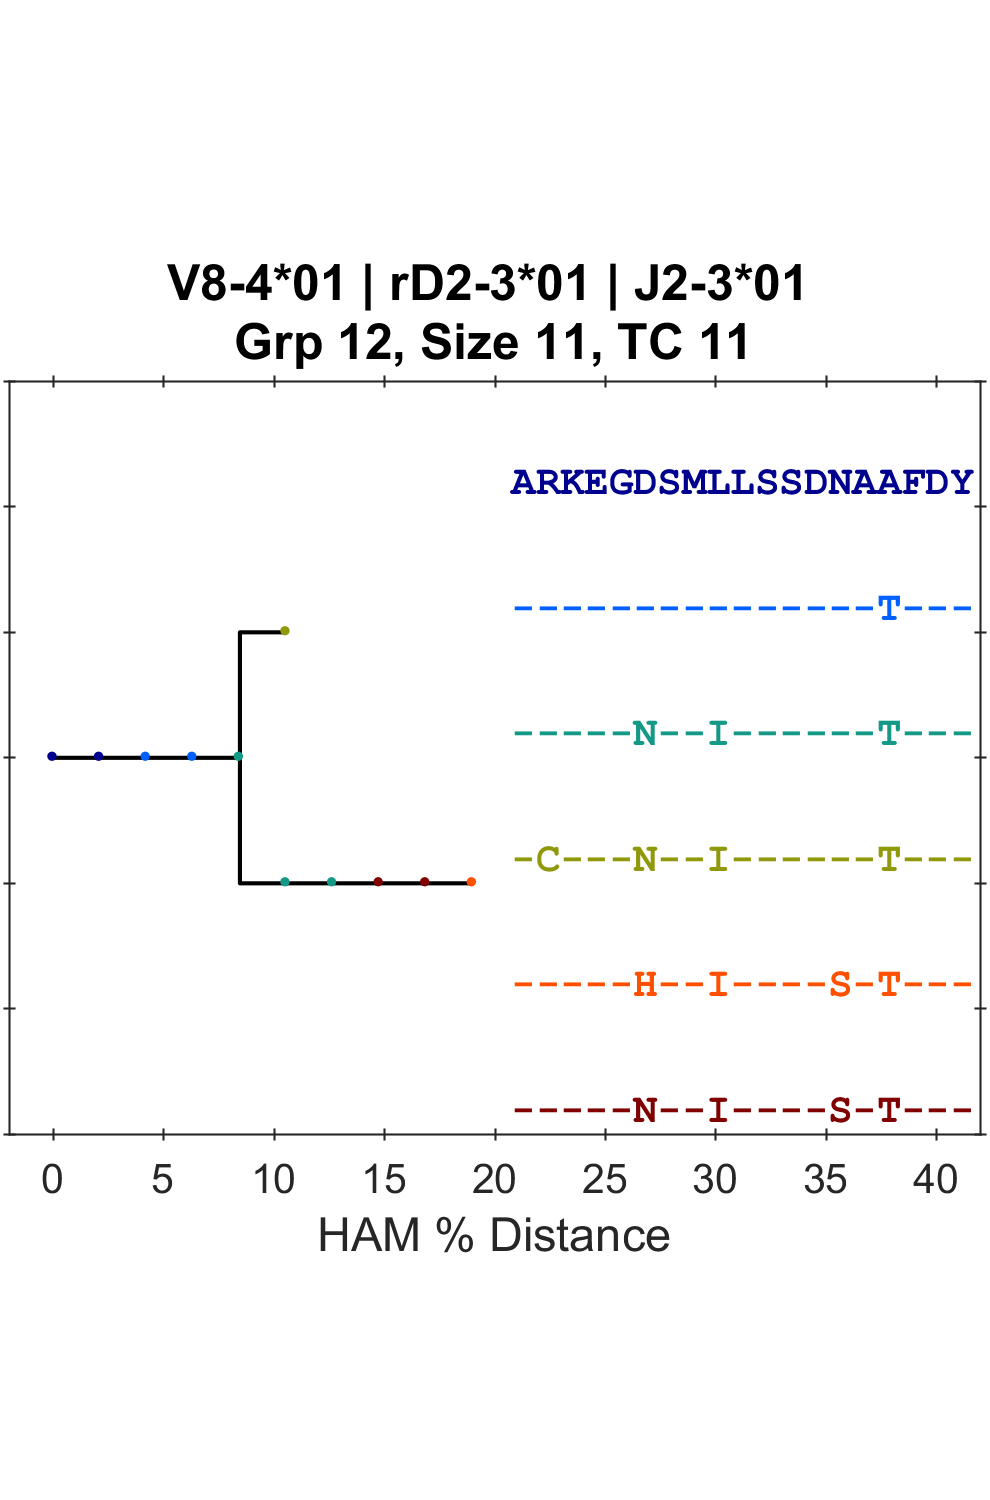 V8-4*01 | rD2-3*01 | J2-3*01
Grp 12, Size 11, TC 11
ARKEGDSMLLSSDNAAFDY
---------------T---
-----N--I------T---
-C---N--I------T---
-----H--I----S-T---
-----N--I----S-T---
0 5 10 15 20 25 30 35 40
HAM % Distance